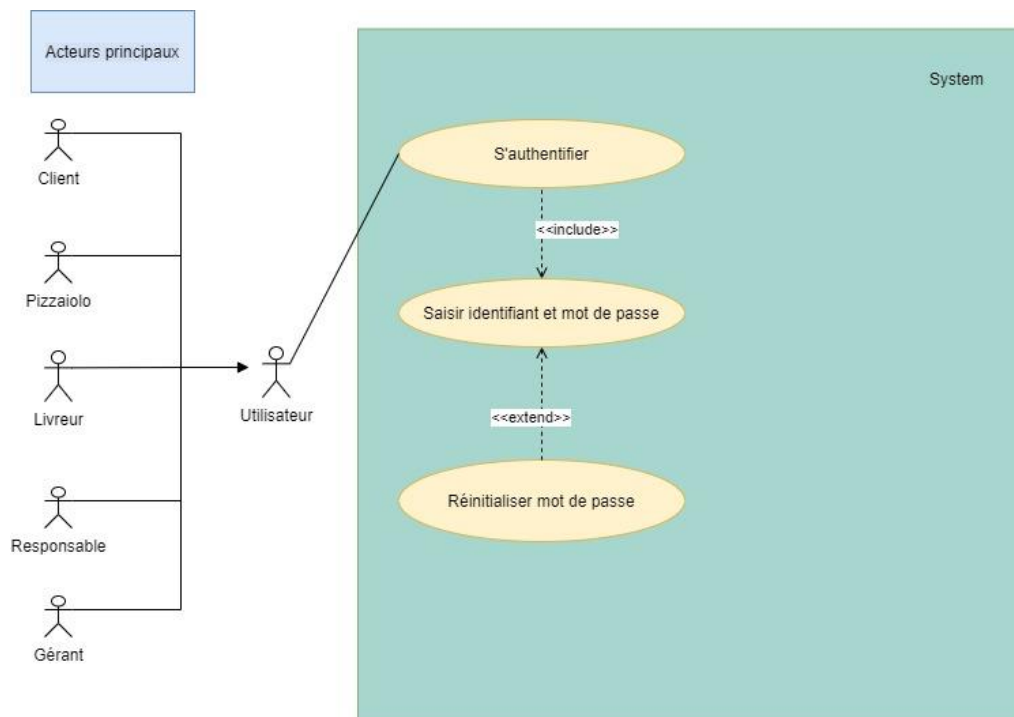 Acteurs principaux
System
Client
S'authentifier
<<include>>
Pizzaiolo
Saisir identifiant et mot de passe
Livreur
Utilisateur
<<extend>>
Réinitialiser mot de passe
Responsable
Gérant